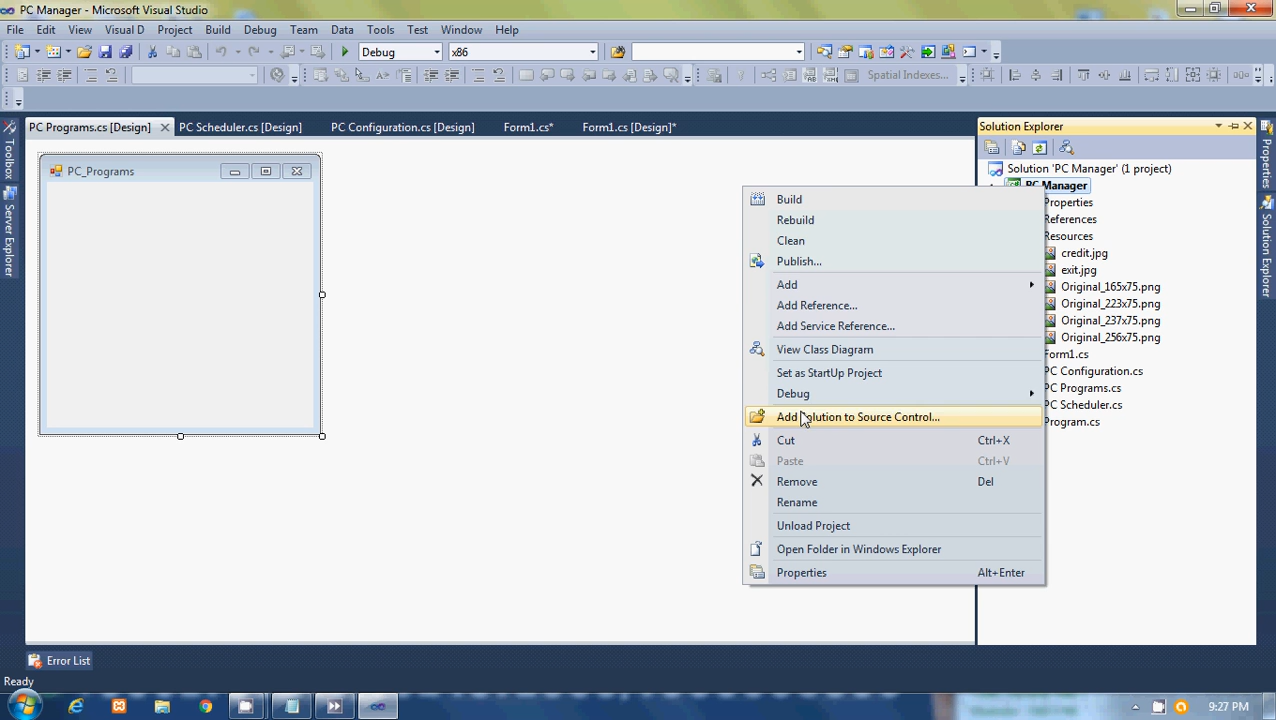 PC Manager - Microsoft Visual Studio
File Edit View Visual D Project Build Debug Team Data Tools Test Window Help
Debug x86
Spatial Indexes...
PC Programs.cs [Design] PC Scheduler.cs [Design] PC Configuration.cs [Design] Form1.cs* Form1.cs [Design]*
Toolbox
Server Explorer
PC_Programs
Solution Explorer
Solution 'PC Manager' (1 project)
PC Manager
Properties
References
Resources
credit.jpg
exit.jpg
Original_165x75.png
Original_223x75.png
Original_237x75.png
Original_256x75.png
Form1.cs
PC Configuration.cs
PC Programs.cs
PC Scheduler.cs
Program.cs
Build
Rebuild
Clean
Publish...
Add
Add Reference...
Add Service Reference...
View Class Diagram
Set as StartUp Project
Debug
Add Solution to Source Control...
Cut Ctrl+X
Paste Ctrl+V
Remove Del
Rename
Unload Project
Open Folder in Windows Explorer
Properties Alt+Enter
Properties
Solution Explorer
Error List
Ready
9:27 PM